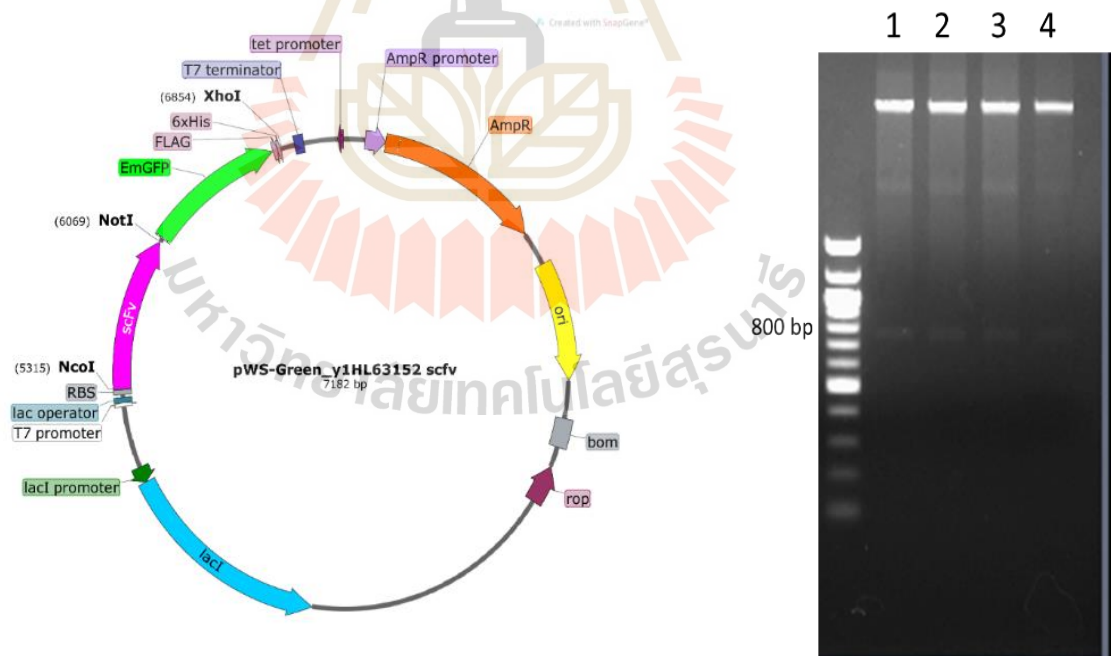 Created with SnapGene®
1 2 3 4
tet promoter
AmpR promoter
T7 terminator
(6854) XhoI
6xHis
FLAG
AmpR
EmGFP
(6069) NotI
scFv
ori
800 bp
pWS-Green_y1HL63152 scfv
7182 bp
(5315) NcoI
RBS
lac operator
T7 promoter
bom
lacI promoter
rop
lacI
มหาวิทยาลัยเทคโนโลยีสุรนารี